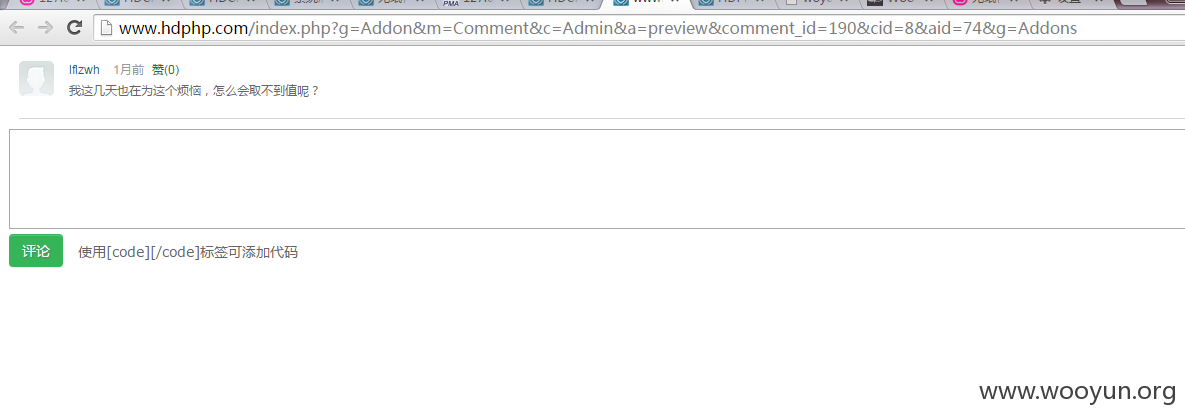 www.hdphp.com/index.php?g=Addon&m=Comment&c=Admin&a=preview&comment_id=190&cid=8&aid=74&g=Addons
lflzwh 1月前 赞(0)
我这几天也在为这个烦恼，怎么会取不到值呢？
评论 使用[code][/code]标签可添加代码
www.wooyun.org